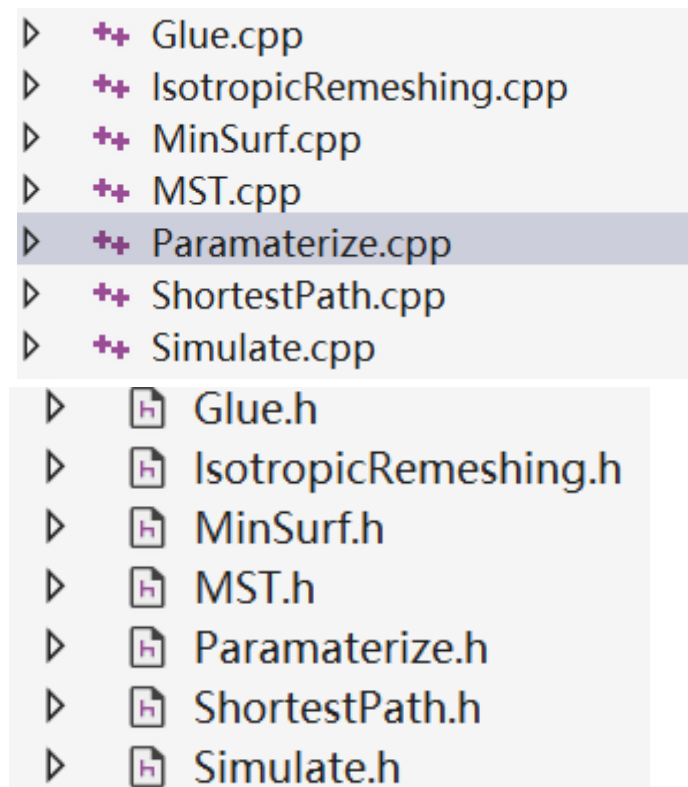 Glue.cpp
IsotropicRemeshing.cpp
MinSurf.cpp
MST.cpp
Paramaterize.cpp
ShortestPath.cpp
Simulate.cpp
Glue.h
IsotropicRemeshing.h
MinSurf.h
MST.h
Paramaterize.h
ShortestPath.h
Simulate.h